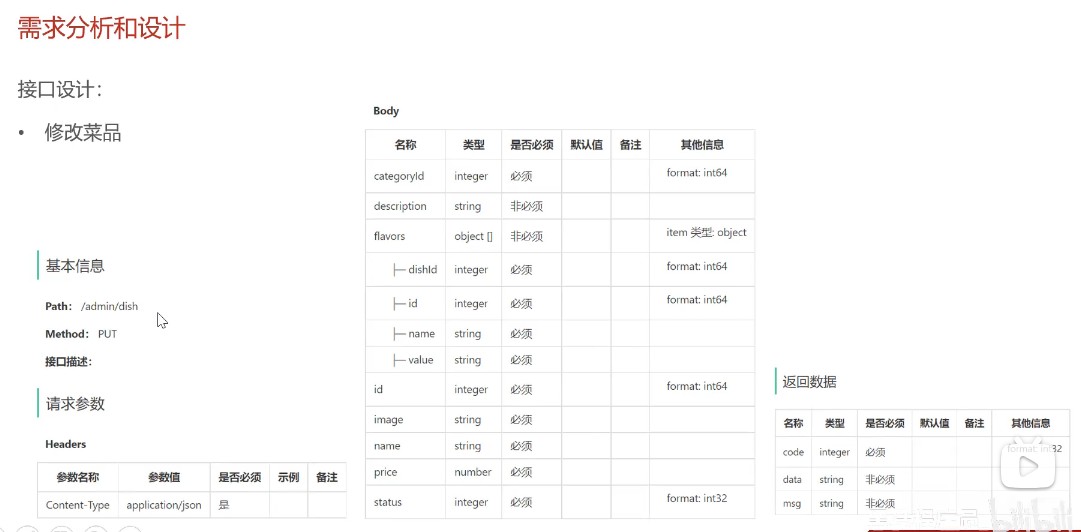 需求分析和设计
接口设计：
• 修改菜品
基本信息
Path： /admin/dish
Method： PUT
接口描述：
请求参数
Headers
参数名称 参数值 是否必须 示例 备注
Content-Type application/json 是
Body
名称 类型 是否必须 默认值 备注 其他信息
categoryId integer 必须 format: int64
description string 非必须
flavors object [] 非必须 item 类型: object
├─ dishId integer 必须 format: int64
├─ id integer 必须 format: int64
├─ name string 必须
├─ value string 必须
id integer 必须 format: int64
image string 必须
name string 必须
price number 必须
status integer 必须 format: int32
返回数据
名称 类型 是否必须 默认值 备注 其他信息
code integer 必须 format: int32
data string 非必须
msg string 非必须
bilibili